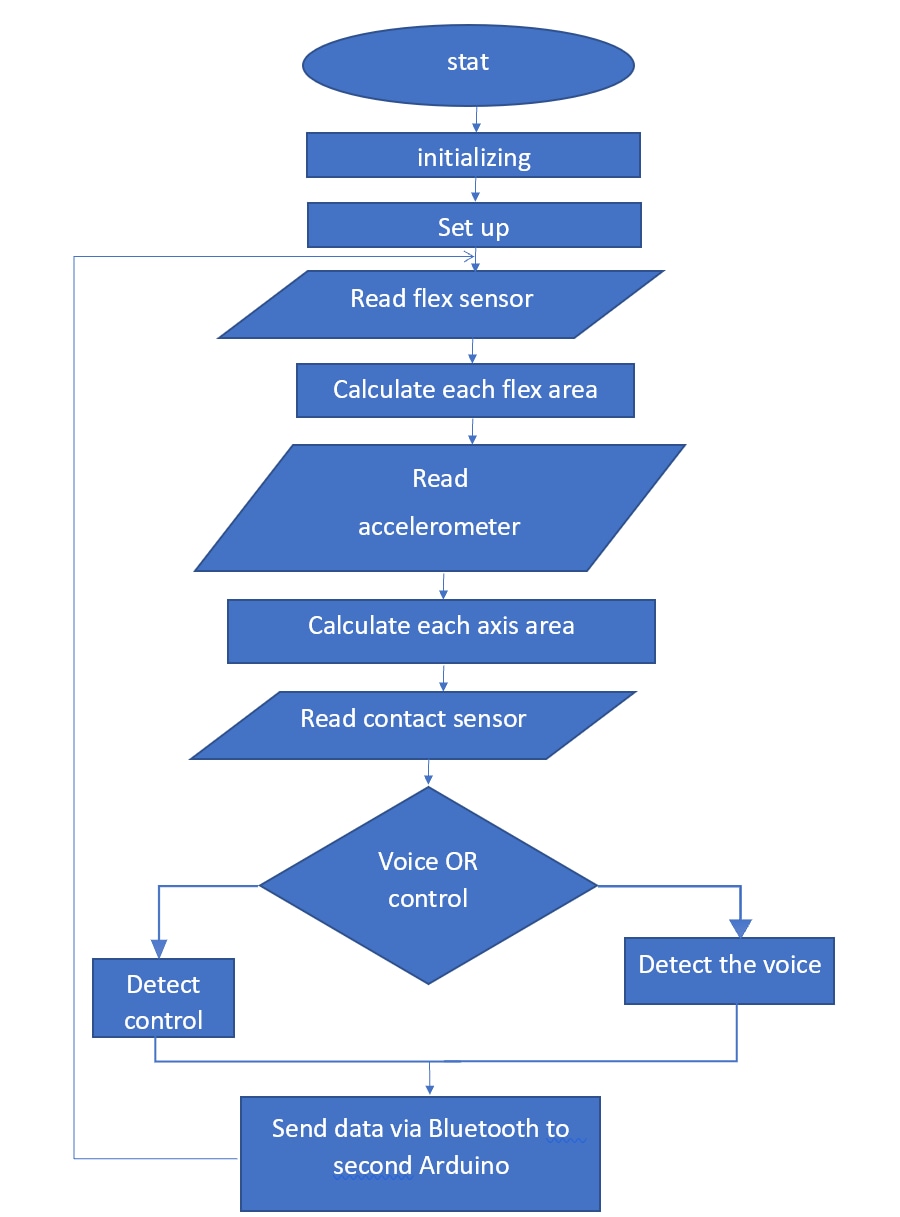 stat
initializing
Set up
Read flex sensor
Calculate each flex area
Read
accelerometer
Calculate each axis area
Read contact sensor
Voice OR
control
Detect the voice
Detect
control
Send data via Bluetooth to
second Arduino